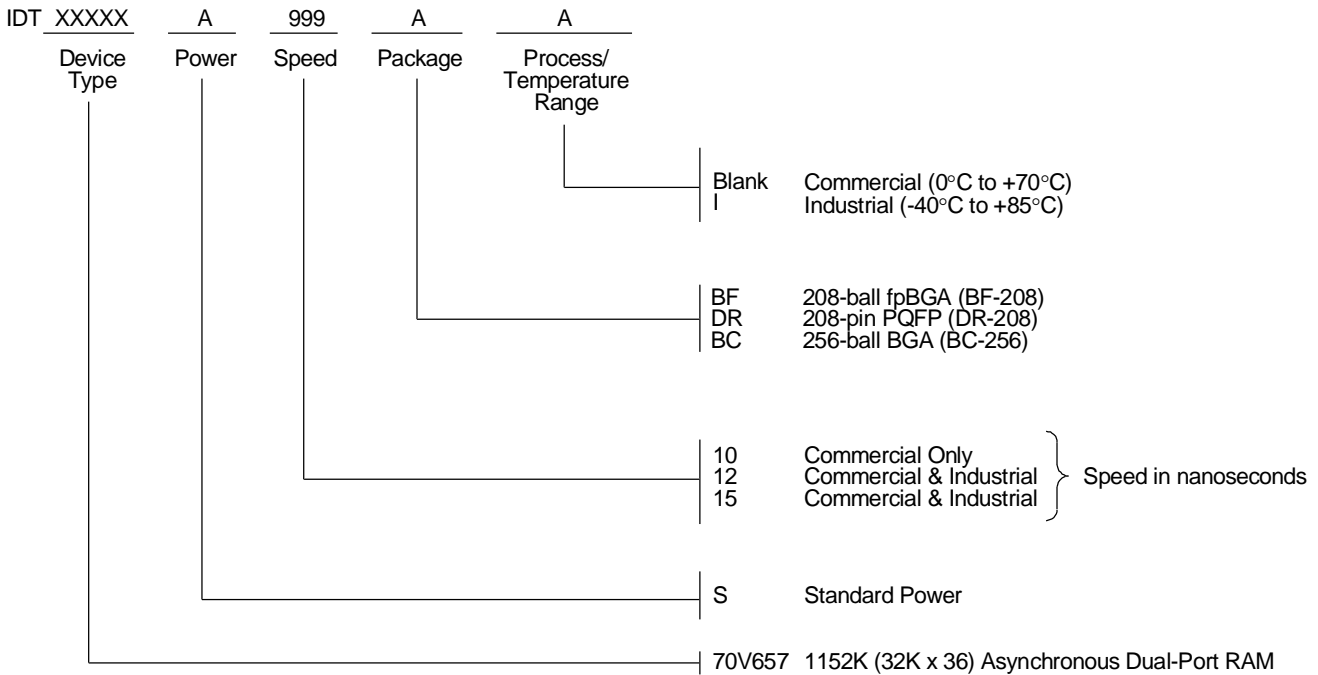 IDT XXXXX A 999 A A
Device Type Power Speed Package Process/ Temperature Range
Blank Commercial (0°C to +70°C)
I Industrial (-40°C to +85°C)
BF 208-ball fpBGA (BF-208)
DR 208-pin PQFP (DR-208)
BC 256-ball BGA (BC-256)
10 Commercial Only
12 Commercial & Industrial Speed in nanoseconds
15 Commercial & Industrial
S Standard Power
70V657 1152K (32K x 36) Asynchronous Dual-Port RAM